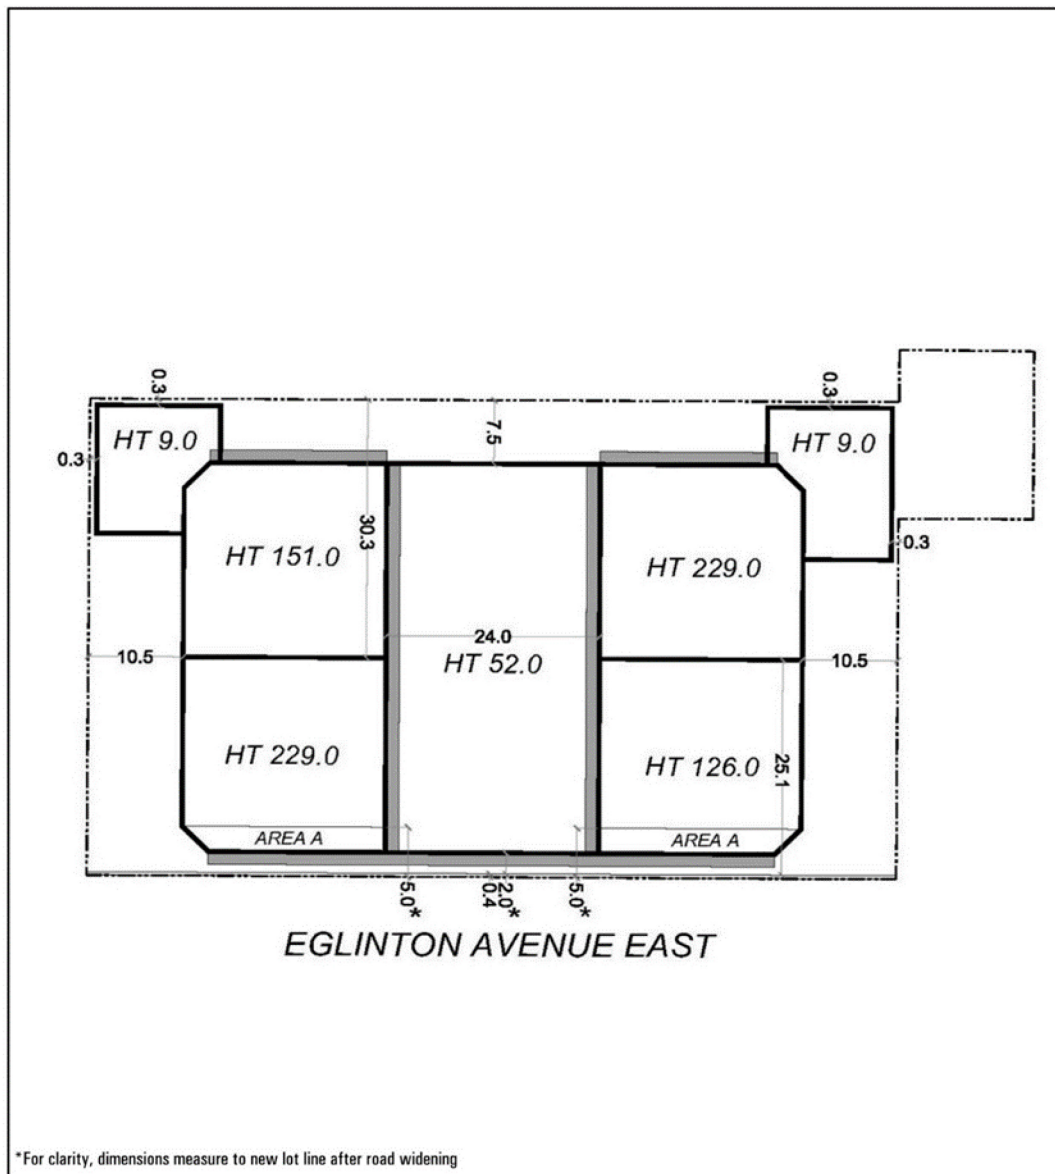 0.3
0.3
7.5
HT 9.0
HT 9.0
0.3
30.3
0.3
HT 151.0
HT 229.0
24.0
10.5
HT 52.0
10.5
HT 229.0
HT 126.0
25.1
AREA A
AREA A
5.0*
0.4
2.0*
5.0*
EGLINTON AVENUE EAST
*For clarity, dimensions measure to new lot line after road widening